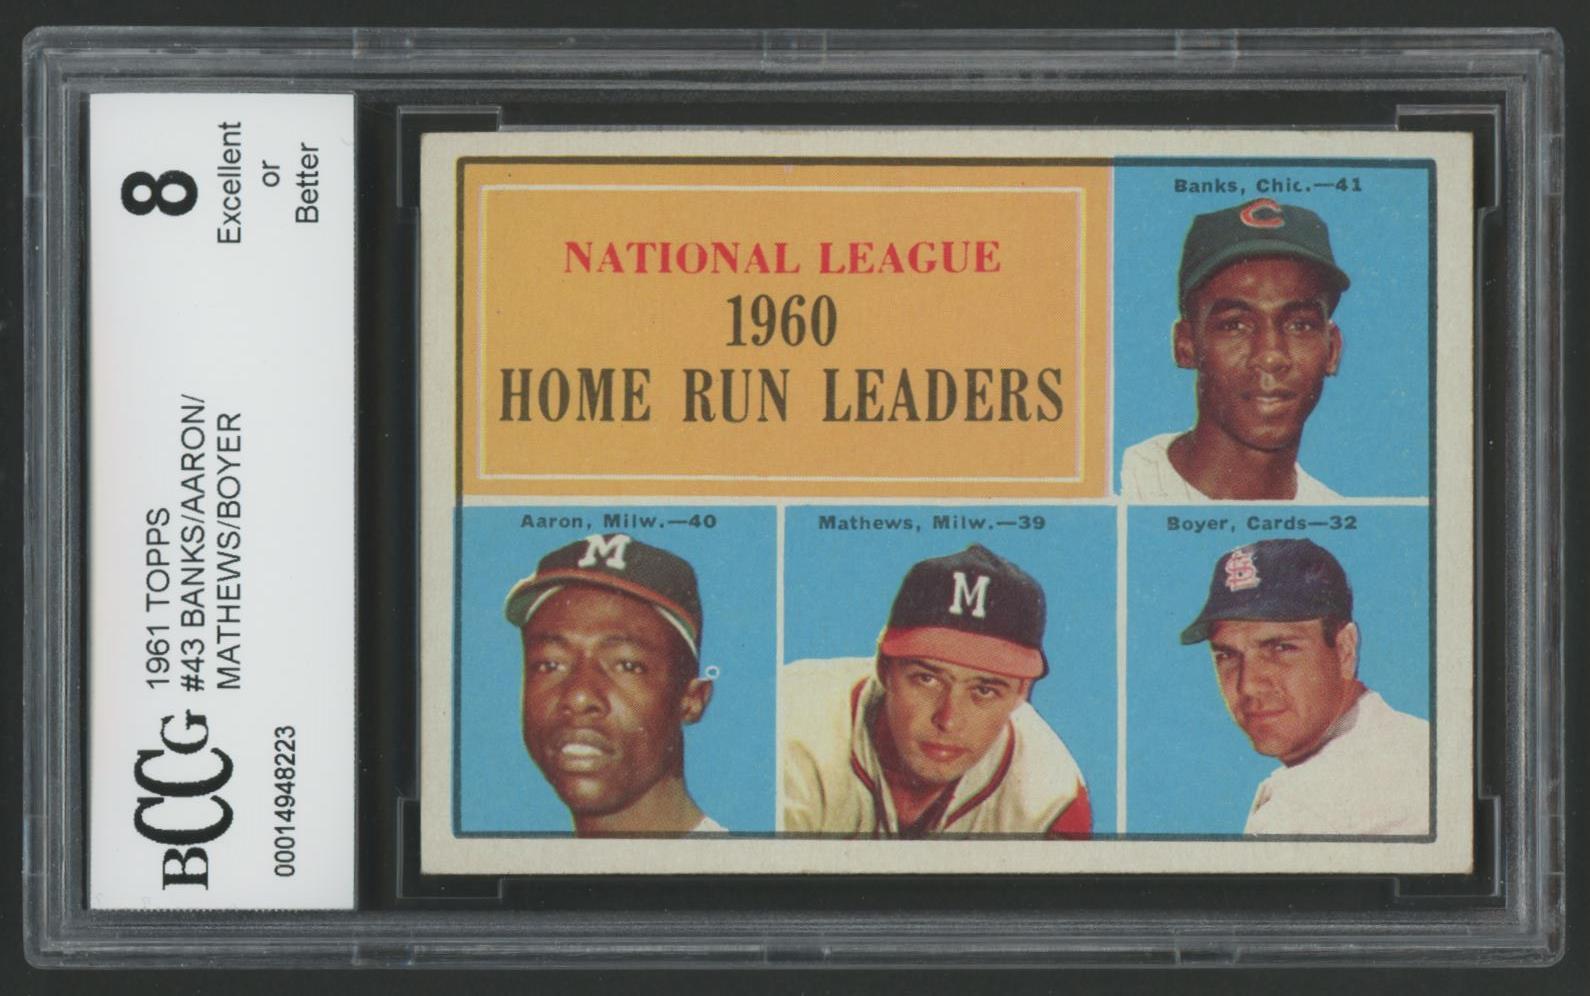 8
Excellent
or
Better
1961 TOPPS
#43 BANKS/AARON/
MATHEWS/BOYER
BCCG
00014948223
NATIONAL LEAGUE
1960
HOME RUN LEADERS
Banks, Chic.—41
C
Aaron, Milw.—40
M
Mathews, Milw.—39
M
Boyer, Cards—32
STL